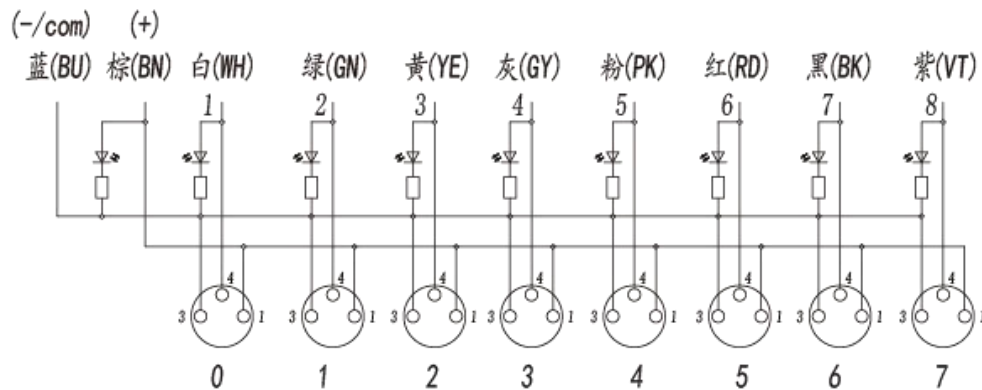 (-/com) (+)
蓝(BU) 棕(BN) 白(WH) 绿(GN) 黄(YE) 灰(GY) 粉(PK) 红(RD) 黑(BK) 紫(VT)
1 2 3 4 5 6 7 8
4 4 4 4 4 4 4 4
3 1 3 1 3 1 3 1 3 1 3 1 3 1 3 1
0 1 2 3 4 5 6 7